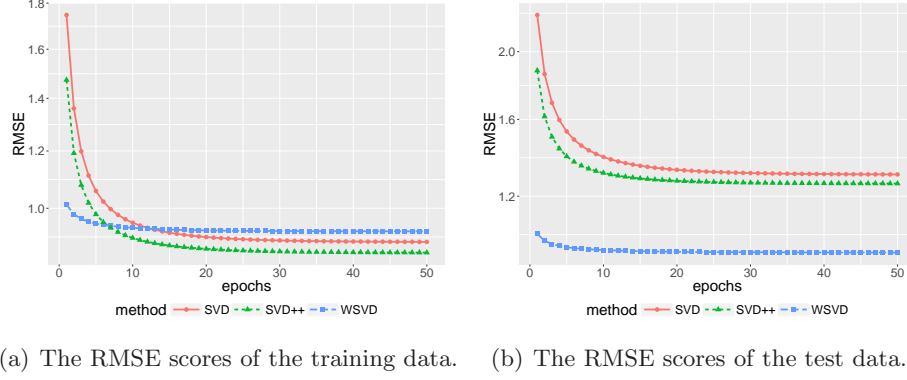 1.8
1.6
1.4
1.2
1.0
RMSE
0 10 20 30 40 50
epochs
method SVD SVD++ WSVD
(a) The RMSE scores of the training data.
2.0
1.6
1.2
RMSE
0 10 20 30 40 50
epochs
method SVD SVD++ WSVD
(b) The RMSE scores of the test data.